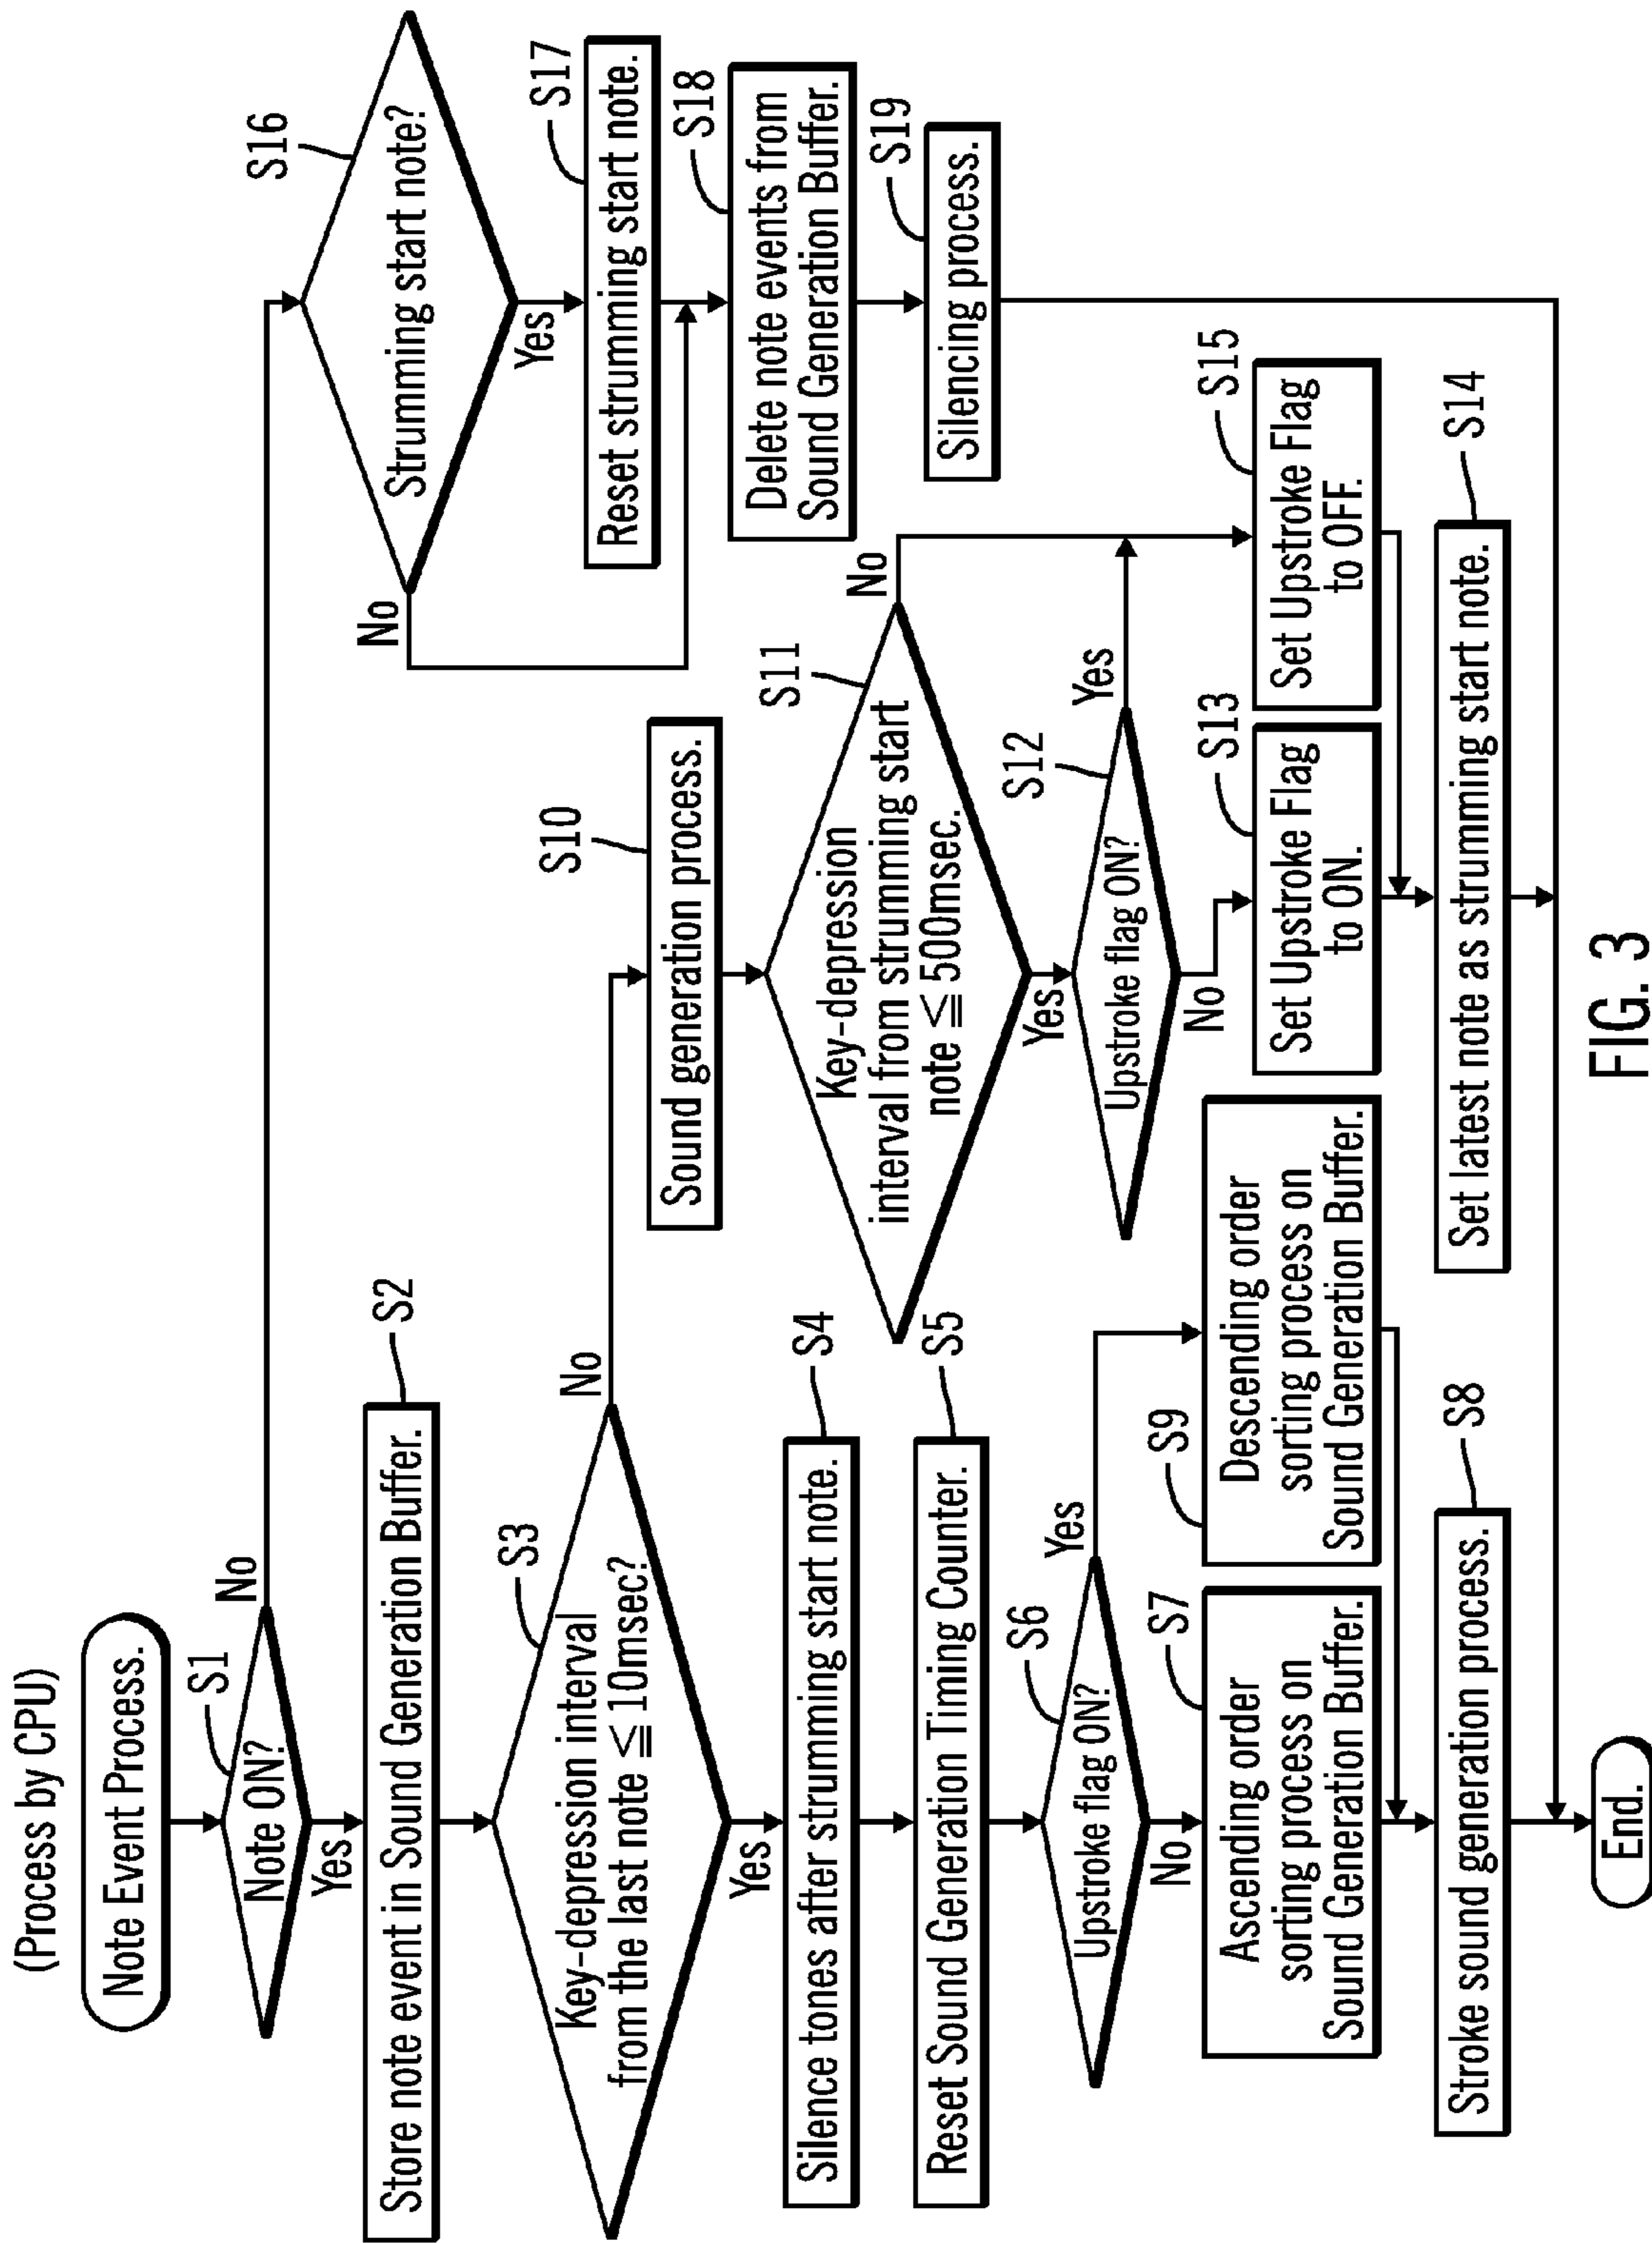 (Process by CPU)
Note Event Process.
S1
Note ON?
No
Yes
S2
Store note event in Sound Generation Buffer.
S3
Key-depression interval
from the last note ≦10msec?
No
Yes
S4
Silence tones after strumming start note.
S5
Reset Sound Generation Timing Counter.
S6
Upstroke flag ON?
Yes
No
S7
Ascending order
sorting process on
Sound Generation Buffer.
S9
Descending order
sorting process on
Sound Generation Buffer.
S8
Stroke sound generation process.
End.
S10
Sound generation process.
S11
Key-depression
interval from strumming start
note ≦500msec.
No
Yes
S12
Upstroke flag ON?
Yes
No
S13
Set Upstroke Flag
to ON.
S15
Set Upstroke Flag
to OFF.
S14
Set latest note as strumming start note.
S16
Strumming start note?
No
Yes
S17
Reset strumming start note.
S18
Delete note events from
Sound Generation Buffer.
S19
Silencing process.
FIG. 3